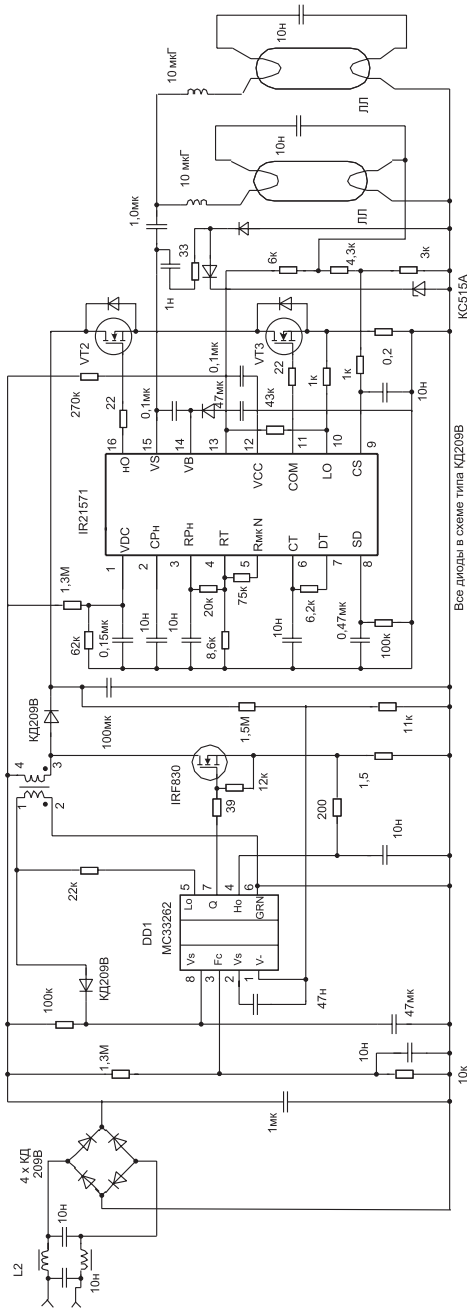 L2
10н
10н
4 х КД
209В
1мк
1,3М
10н
10к
100к
КД209В
47мк
22к
DD1
MC33262
Vs
Fc
Vs
V-
8
3
2
1
Lo
Q
Ho
GRN
5
7
4
6
47н
1
2
4
3
КД209В
39
IRF830
12к
200
10н
1,5
100мк
1,5М
11к
1,3М
62к
0,15мк
10н
10н
20к
8,6к
75к
10н
6,2к
0,47мк
100к
IR21571
1
2
3
4
5
6
7
8
VDC
CPн
RPн
RT
Rмк N
CT
DT
SD
нО
VS
VB
VCC
COM
LO
CS
16
15
14
13
12
11
10
9
270к
22
VT2
0,1мк
47мк
0,1мк
43к
22
VT3
1к
1к
0,2
10н
1н
1,0мк
33
6к
4,3к
3к
КС515А
10 мкГ
10н
ЛЛ
10 мкГ
10н
ЛЛ
Все диоды в схеме типа КД209В